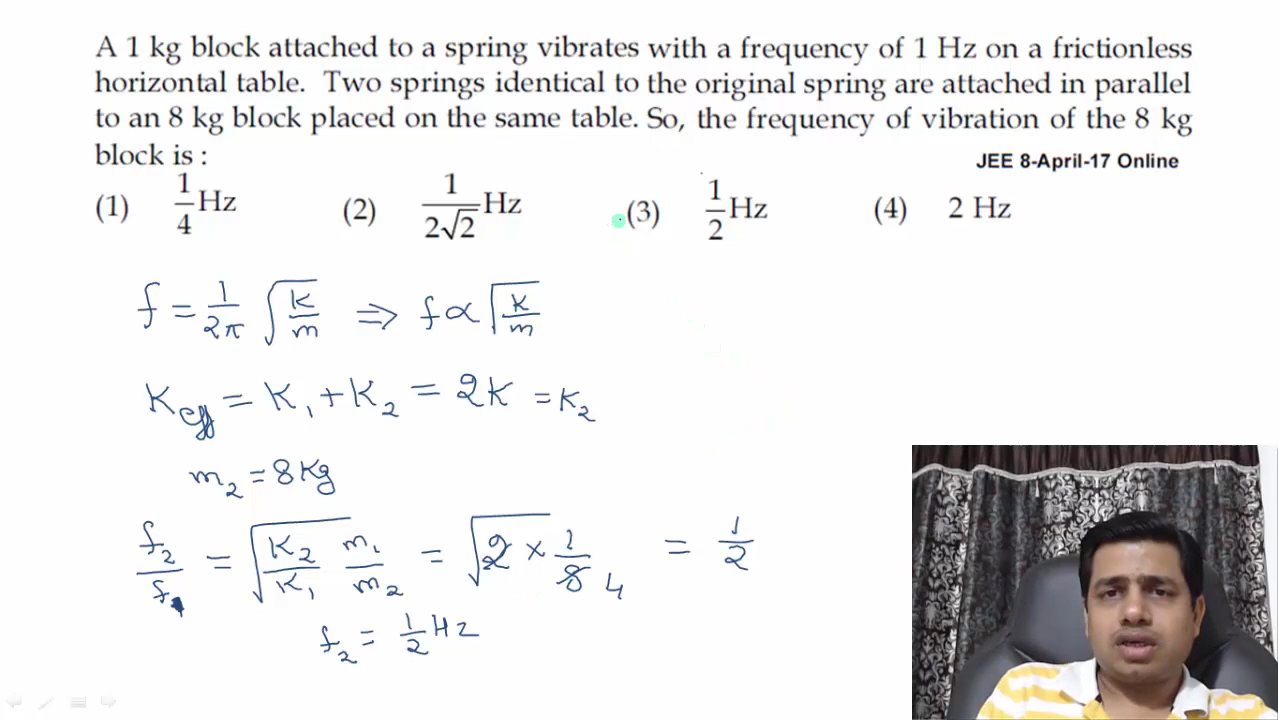 A 1 kg block attached to a spring vibrates with a frequency of 1 Hz on a frictionless
horizontal table. Two springs identical to the original spring are attached in parallel
to an 8 kg block placed on the same table. So, the frequency of vibration of the 8 kg
block is :
JEE 8-April-17 Online
(1) 1/4 Hz (2) 1/(2√2) Hz (3) 1/2 Hz (4) 2 Hz
f = 1/2π √(k/m) ⇒ f ∝ √(k/m)
K_eff = K₁ + K₂ = 2K = K₂
m₂ = 8 Kg
f₂/f₁ = √(K₂/K₁ m₁/m₂) = √(2 × 1/8 4) = 1/2
f₂ = 1/2 Hz